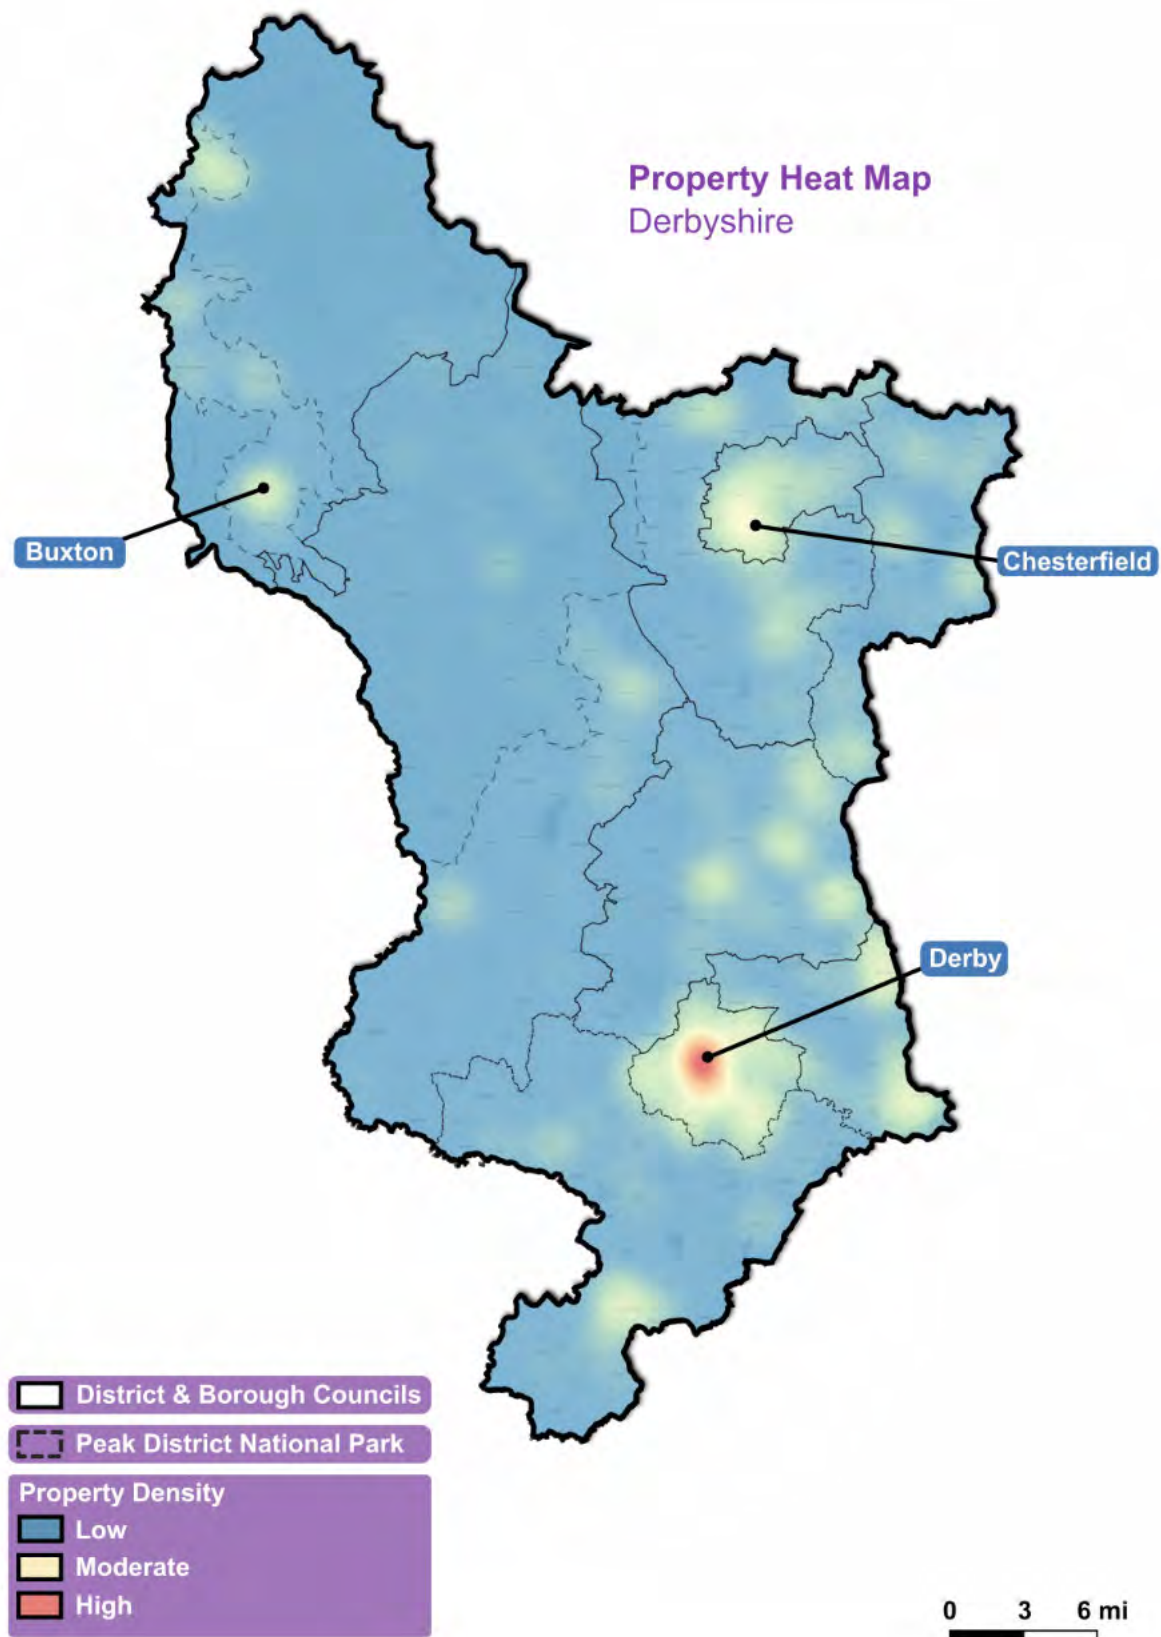 Property Heat Map
Derbyshire
Buxton
Chesterfield
Derby
District & Borough Councils
Peak District National Park
Property Density
Low
Moderate
High
0 3 6 mi